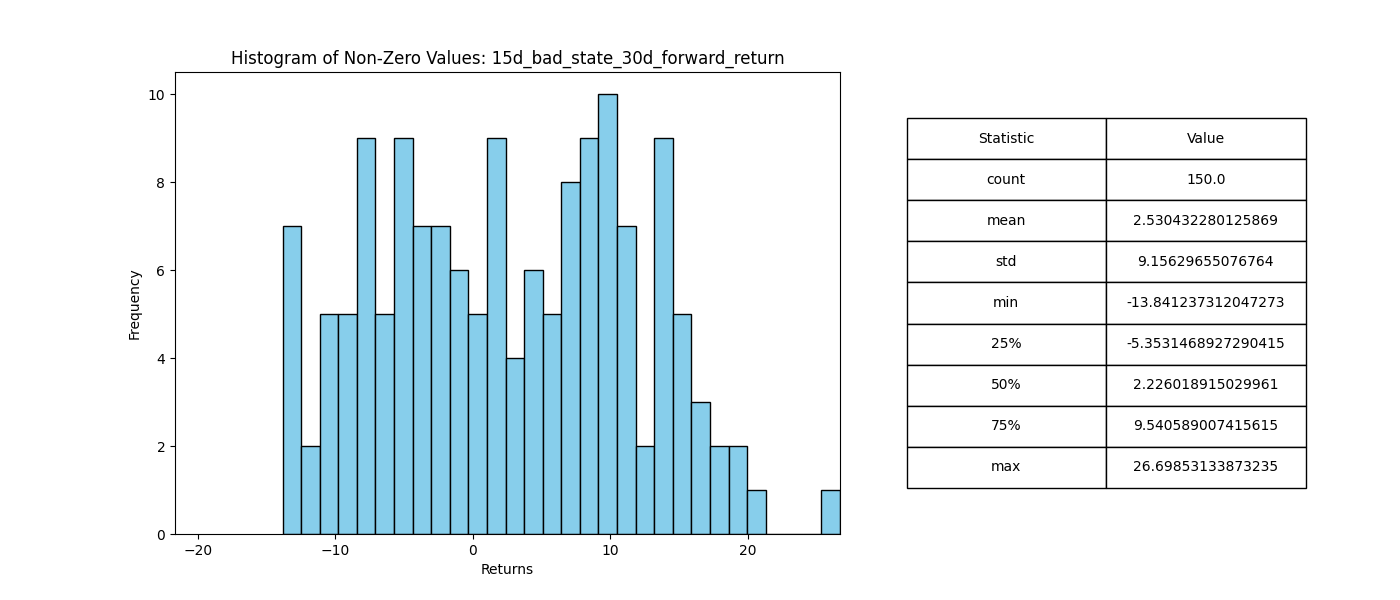 Histogram of Non-Zero Values: 15d_bad_state_30d_forward_return
10
8
6
4
2
0
Frequency
−20
−10
0
10
20
Returns
Statistic Value
count 150.0
mean 2.530432280125869
std 9.15629655076764
min -13.841237312047273
25% -5.3531468927290415
50% 2.226018915029961
75% 9.540589007415615
max 26.69853133873235